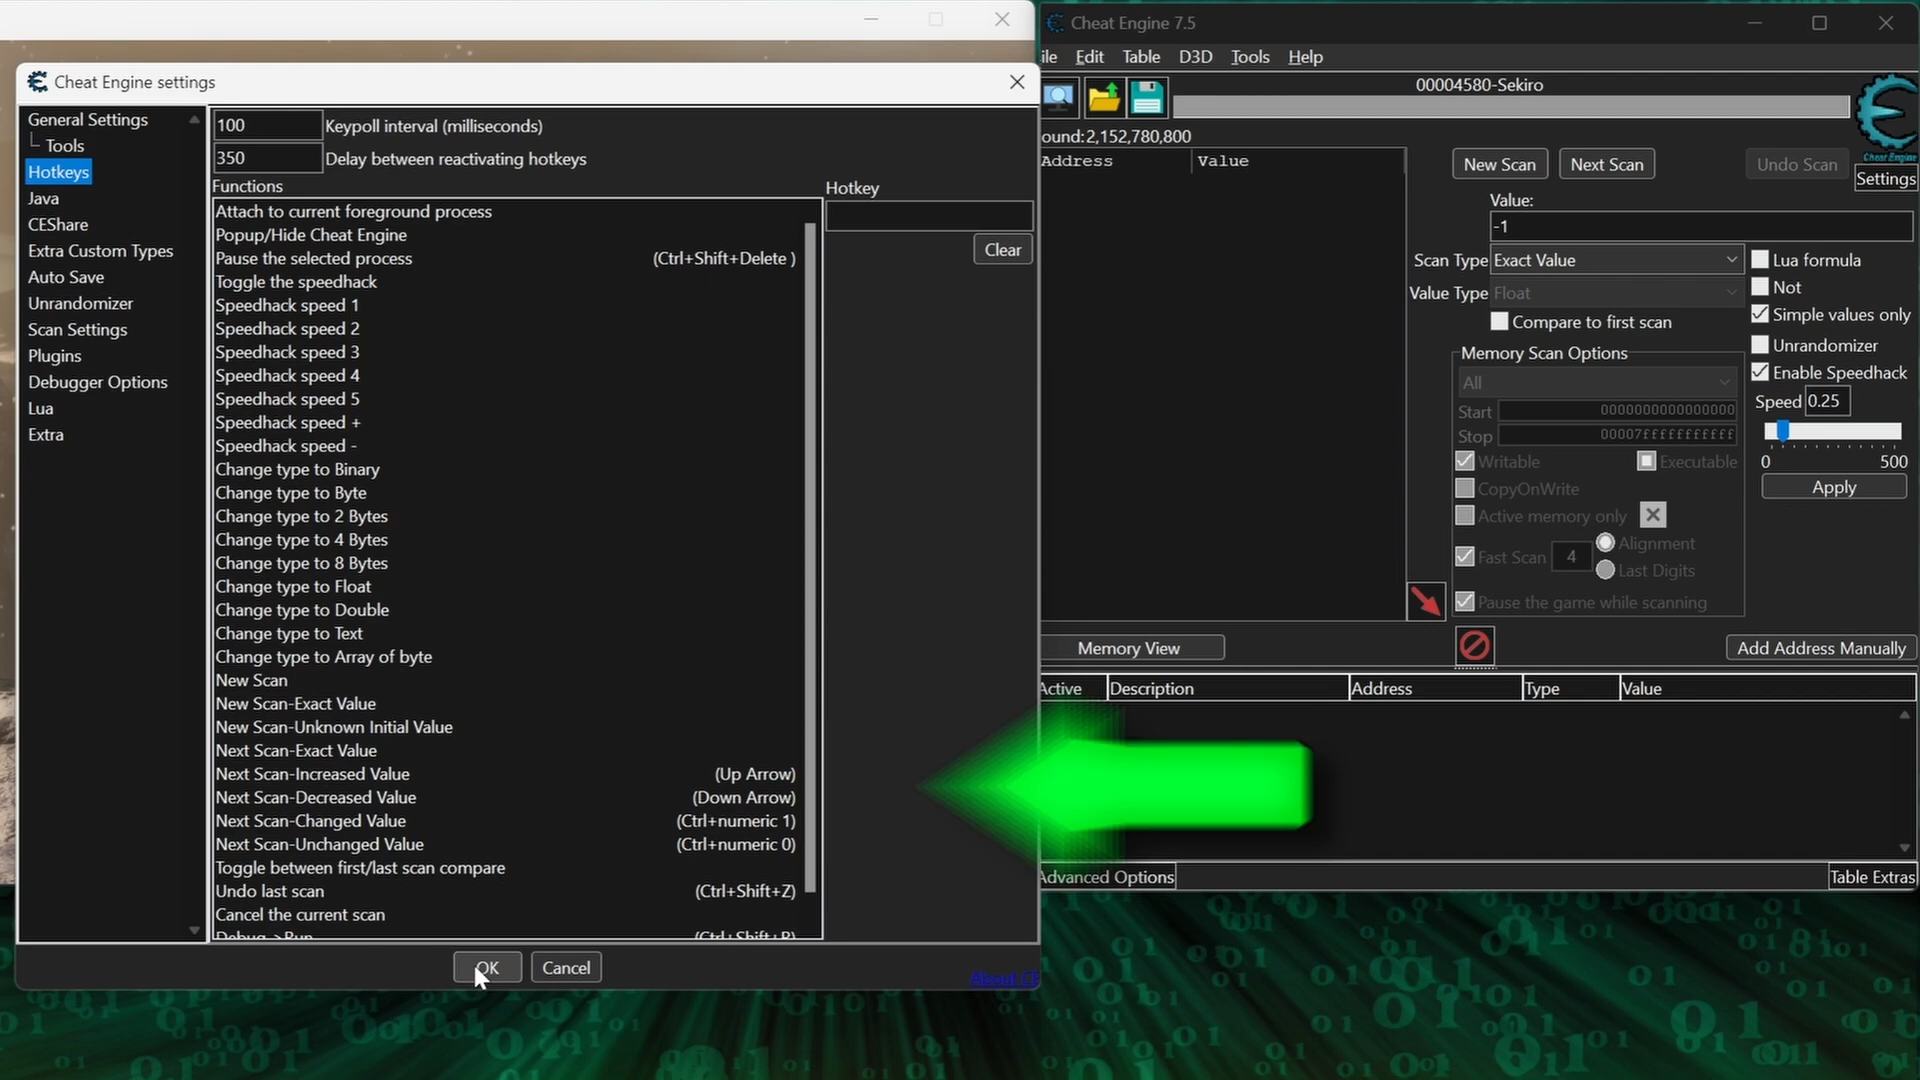 Cheat Engine settings
General Settings
Tools
Hotkeys
Java
CEShare
Extra Custom Types
Auto Save
Unrandomizer
Scan Settings
Plugins
Debugger Options
Lua
Extra
100 Keypoll interval (milliseconds)
350 Delay between reactivating hotkeys
Functions
Attach to current foreground process
Popup/Hide Cheat Engine
Pause the selected process (Ctrl+Shift+Delete )
Toggle the speedhack
Speedhack speed 1
Speedhack speed 2
Speedhack speed 3
Speedhack speed 4
Speedhack speed 5
Speedhack speed +
Speedhack speed -
Change type to Binary
Change type to Byte
Change type to 2 Bytes
Change type to 4 Bytes
Change type to 8 Bytes
Change type to Float
Change type to Double
Change type to Text
Change type to Array of byte
New Scan
New Scan-Exact Value
New Scan-Unknown Initial Value
Next Scan-Exact Value
Next Scan-Increased Value (Up Arrow)
Next Scan-Decreased Value (Down Arrow)
Next Scan-Changed Value (Ctrl+numeric 1)
Next Scan-Unchanged Value (Ctrl+numeric 0)
Toggle between first/last scan compare
Undo last scan (Ctrl+Shift+Z)
Cancel the current scan
Debug->Run (Ctrl+Shift+R)
Hotkey
Clear
OK Cancel
About CE
Cheat Engine 7.5
ile Edit Table D3D Tools Help
00004580-Sekiro
ound:2,152,780,800
Address Value
New Scan Next Scan Undo Scan
Cheat Engine
Settings
Value:
-1
Scan Type Exact Value
Value Type Float
Compare to first scan
Lua formula
Not
Simple values only
Unrandomizer
Enable Speedhack
Speed 0.25
0 500
Apply
Memory Scan Options
All
Start 0000000000000000
Stop 00007fffffffffff
Writable Executable
CopyOnWrite
Active memory only
Fast Scan 4 Alignment
Last Digits
Pause the game while scanning
Memory View
Add Address Manually
Active Description Address Type Value
Advanced Options
Table Extras